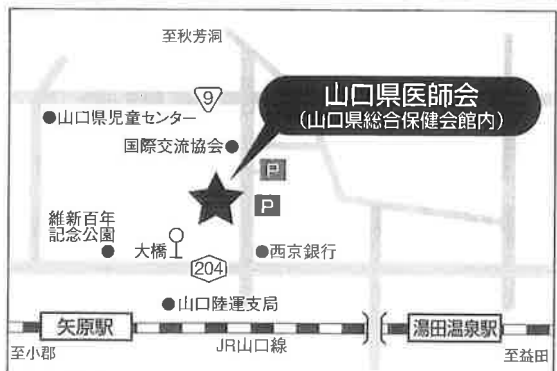 至秋芳洞
9
山口県医師会
(山口県総合保健会館内)
●山口県児童センター
国際交流協会●
P
P
維新百年
記念公園
大橋
204
●西京銀行
●山口陸運支局
矢原駅
湯田温泉駅
至小郡
JR山口線
至益田